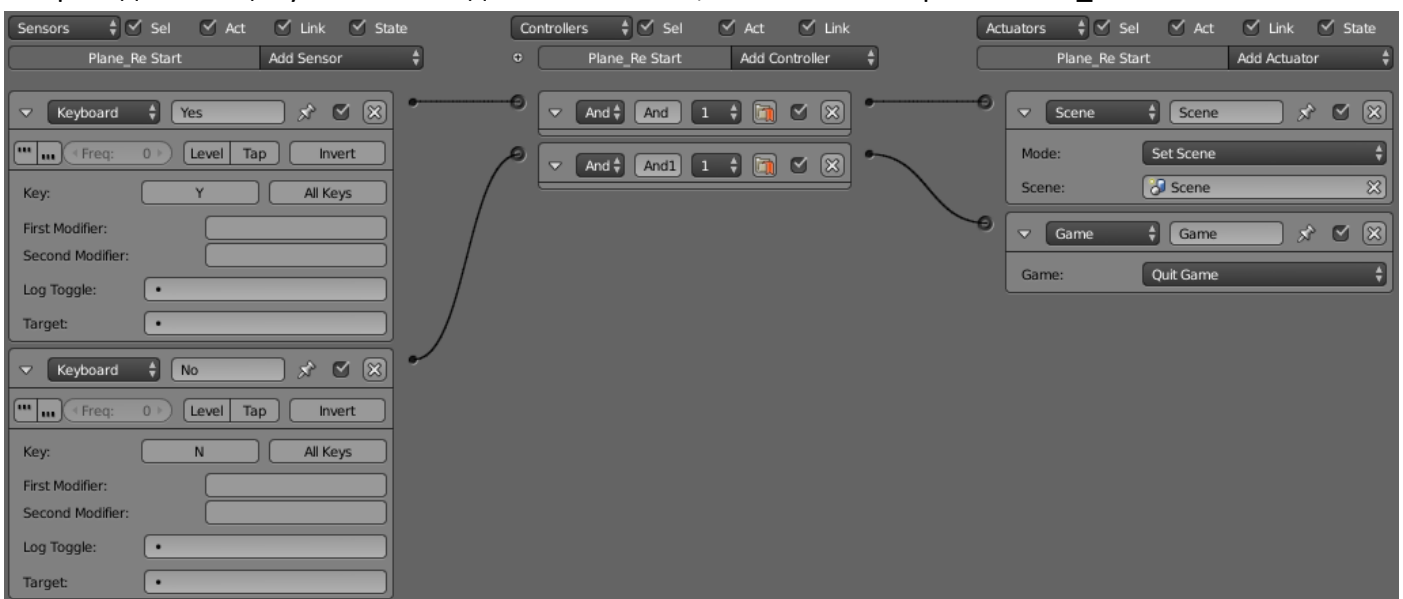 Sensors Sel Act Link State Controllers Sel Act Link Actuators Sel Act Link State
Plane_Re Start Add Sensor Plane_Re Start Add Controller Plane_Re Start Add Actuator
Keyboard Yes And And 1 Scene Scene
Freq: 0 Level Tap Invert Mode: Set Scene
And And1 1
Key: Y All Keys Scene: Scene
First Modifier: Game Game
Second Modifier:
Game: Quit Game
Log Toggle:
Target:
Keyboard No
Freq: 0 Level Tap Invert
Key: N All Keys
First Modifier:
Second Modifier:
Log Toggle:
Target: